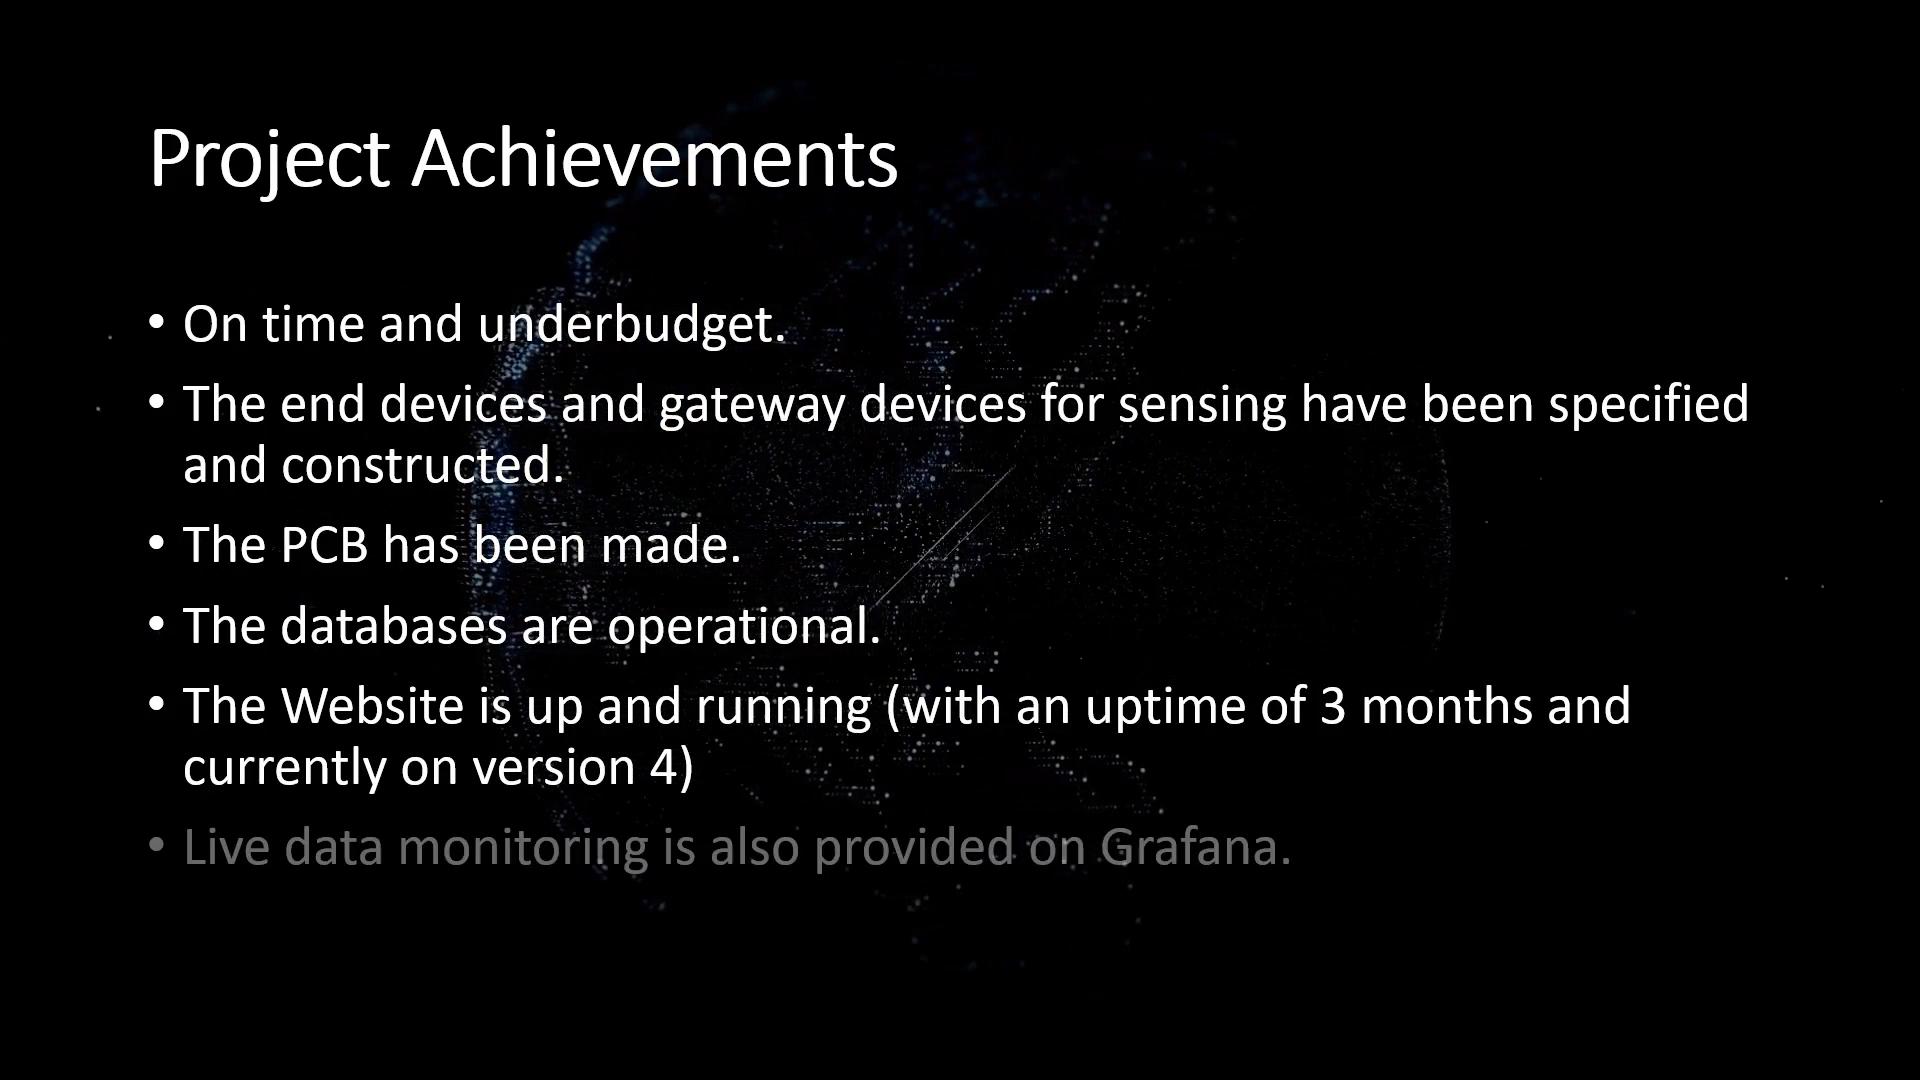 Project Achievements
• On time and underbudget.
• The end devices and gateway devices for sensing have been specified
and constructed.
• The PCB has been made.
• The databases are operational.
• The Website is up and running (with an uptime of 3 months and
currently on version 4)
• Live data monitoring is also provided on Grafana.